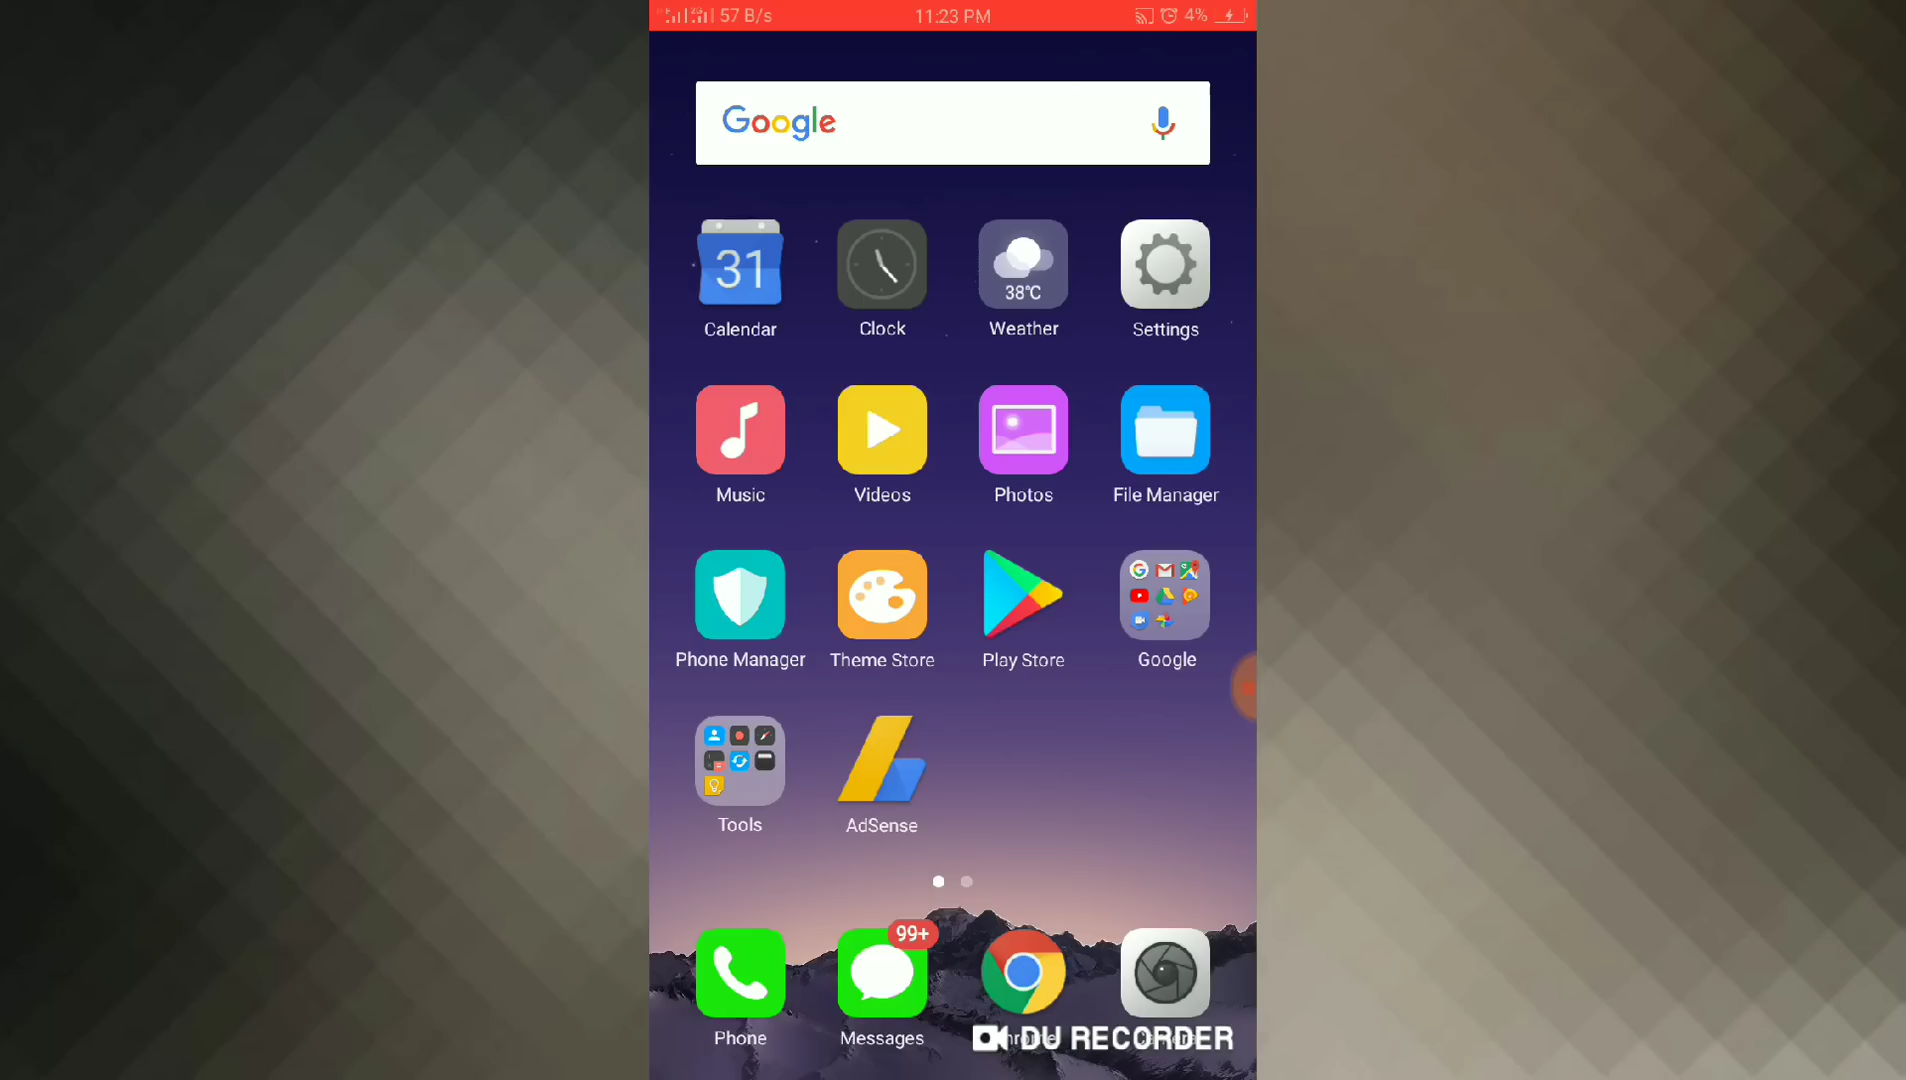 57 B/s 11:23 PM 4%
Google
31
38°C
Calendar Clock Weather Settings
Music Videos Photos File Manager
Phone Manager Theme Store Play Store Google
Tools AdSense
99+
Phone Messages
DU RECORDER